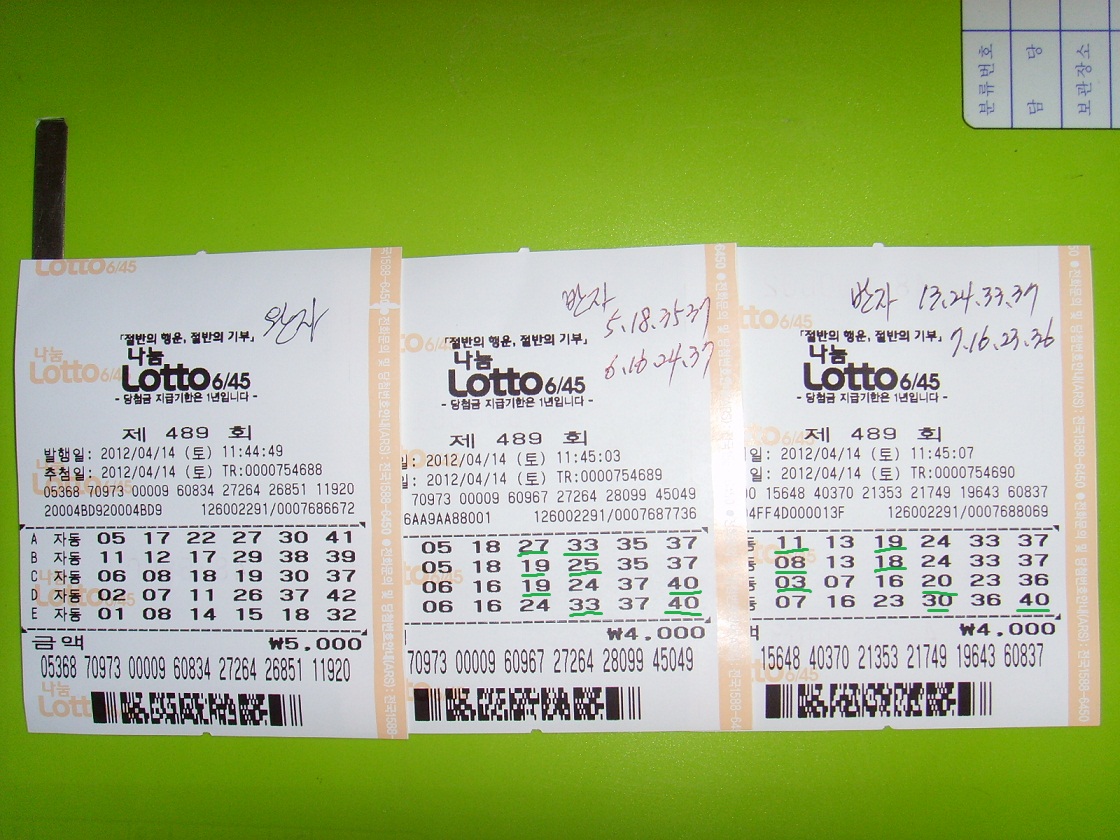 분류번호
담 당
보관장소
Lotto 6/45
완자
「절반의 행운, 절반의 기부」
나눔
Lotto 6/45
- 당첨금 지급기한은 1년입니다 -
제 489 회
발행일: 2012/04/14 (토) 11:44:49
추첨일: 2012/04/14 (토) TR:0000754688
05368 70973 00009 60834 27264 26851 11920
20004BD920004BD9 126002291/0007686672
A 자동 05 17 22 27 30 41
B 자동 11 12 17 29 38 39
C 자동 06 08 18 19 30 37
D 자동 02 07 11 26 37 42
E 자동 01 08 14 15 18 32
금액 ₩5,000
05368 70973 00009 60834 27264 26851 11920
반자
5.18.35.37
6.16.24.37
「절반의 행운, 절반의 기부」
나눔
Lotto 6/45
- 당첨금 지급기한은 1년입니다 -
제 489 회
일: 2012/04/14 (토) 11:45:03
일: 2012/04/14 (토) TR:0000754689
70973 00009 60967 27264 28099 45049
6AA9AA88001 126002291/0007687736
05 18 27 33 35 37
05 18 19 25 35 37
06 16 19 24 37 40
06 16 24 33 37 40
₩4,000
70973 00009 60967 27264 28099 45049
반자 13.24.33.37
7.16.23.36
「절반의 행운, 절반의 기부」
나눔
Lotto 6/45
- 당첨금 지급기한은 1년입니다 -
제 489 회
일: 2012/04/14 (토) 11:45:07
일: 2012/04/14 (토) TR:0000754690
15648 40370 21353 21749 19643 60837
4FF4D000013F 126002291/0007688069
11 13 19 24 33 37
08 13 18 24 33 37
03 07 16 20 23 36
07 16 23 30 36 40
₩4,000
15648 40370 21353 21749 19643 60837